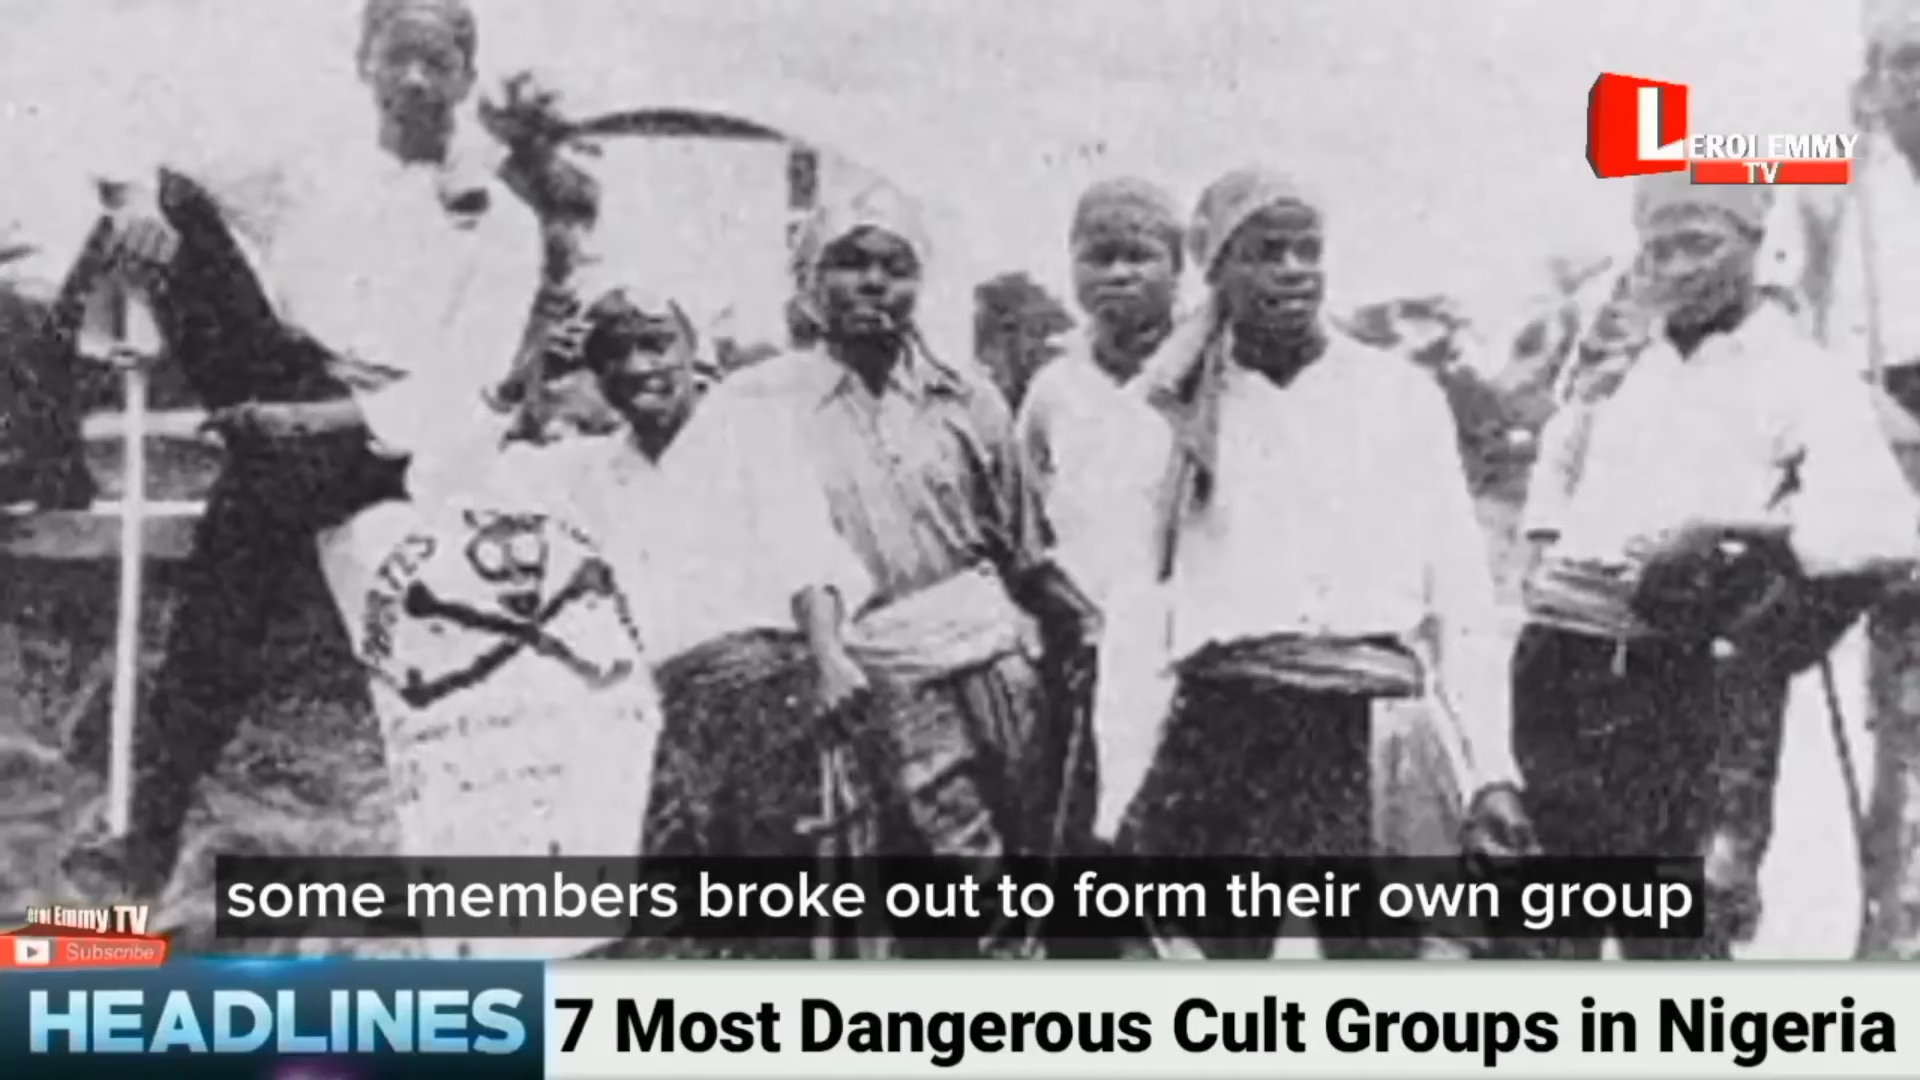 LEROI EMMY
TV
some members broke out to form their own group
eroi Emmy TV
Subscribe
HEADLINES
7 Most Dangerous Cult Groups in Nigeria